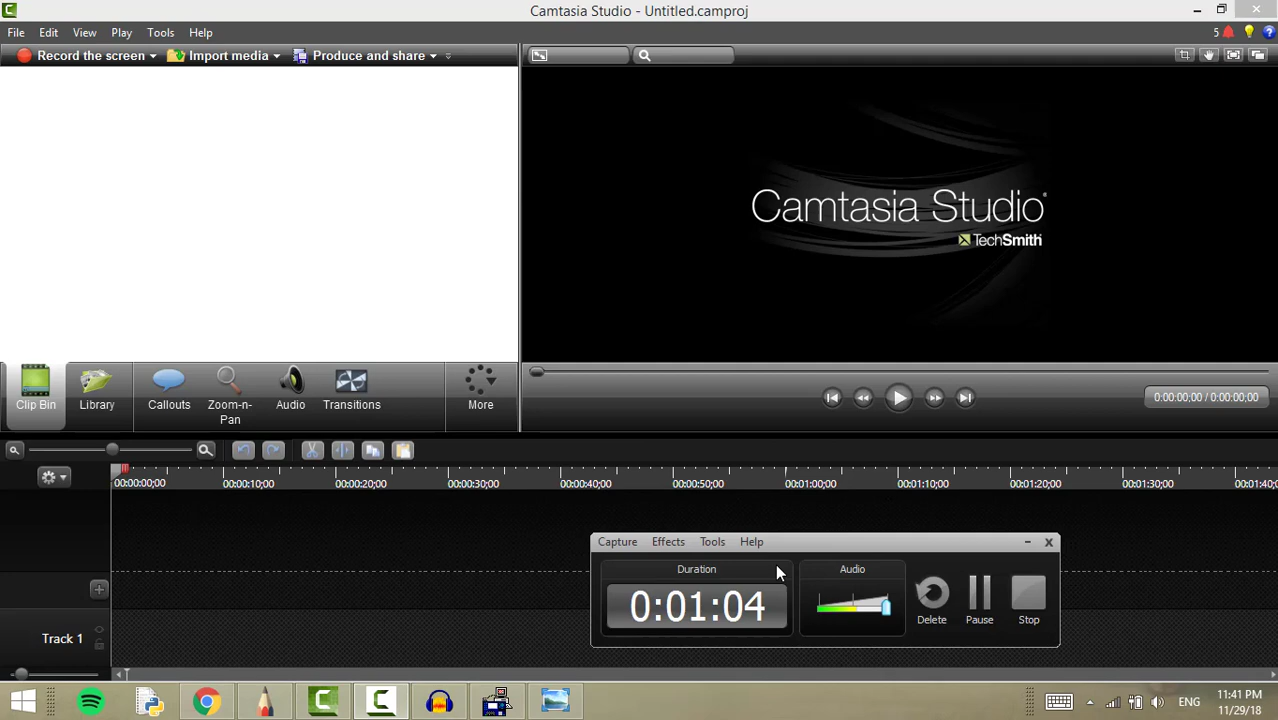 Camtasia Studio - Untitled.camproj
File Edit View Play Tools Help
5
Record the screen Import media Produce and share
Camtasia Studio®
TechSmith
Clip Bin
Library
Callouts
Zoom-n-
Pan
Audio
Transitions
More
0:00:00;00 / 0:00:00;00
00:00:00;00 00:00:10;00 00:00:20;00 00:00:30;00 00:00:40;00 00:00:50;00 00:01:00;00 00:01:10;00 00:01:20;00 00:01:30;00 00:01:40;0
Capture Effects Tools Help
Duration
0:01:04
Audio
Delete
Pause
Stop
Track 1
ENG
11:41 PM
11/29/18